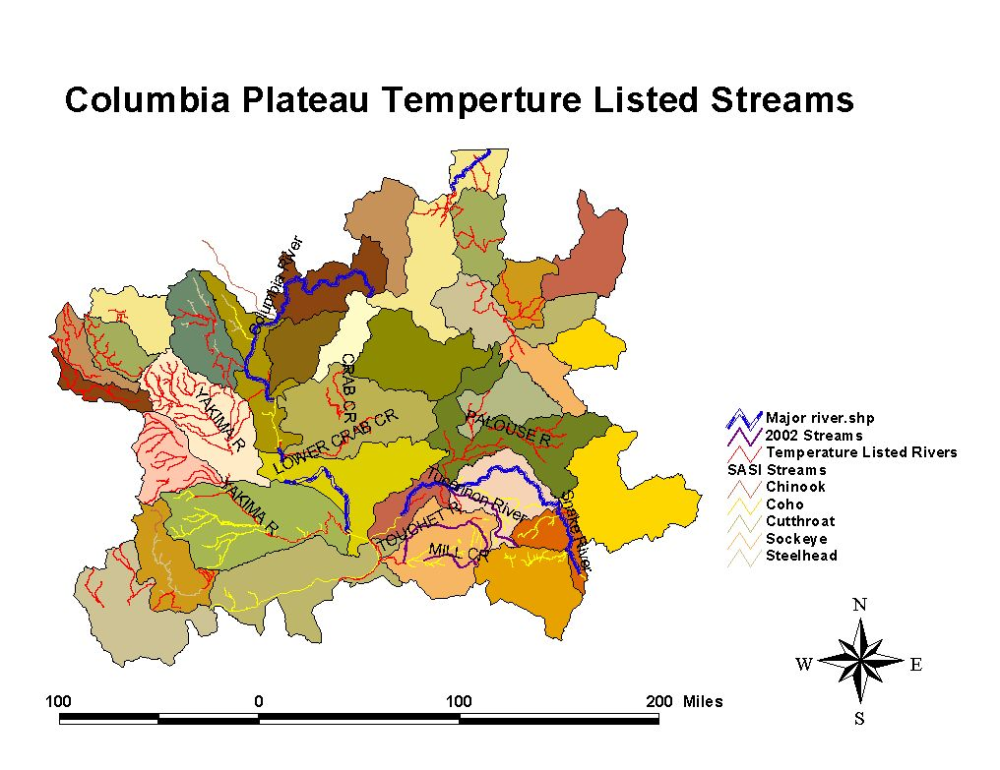 Columbia Plateau Temperture Listed Streams
Columbia River
CRAB CR
YAKIMA R
LOWER CRAB CR
PALOUSE R
Tucannon River
YAKIMA R
TOUCHET R
Snake River
MILL CR
Major river.shp
2002 Streams
Temperature Listed Rivers
SASI Streams
Chinook
Coho
Cutthroat
Sockeye
Steelhead
N
W
E
S
100 0 100 200 Miles